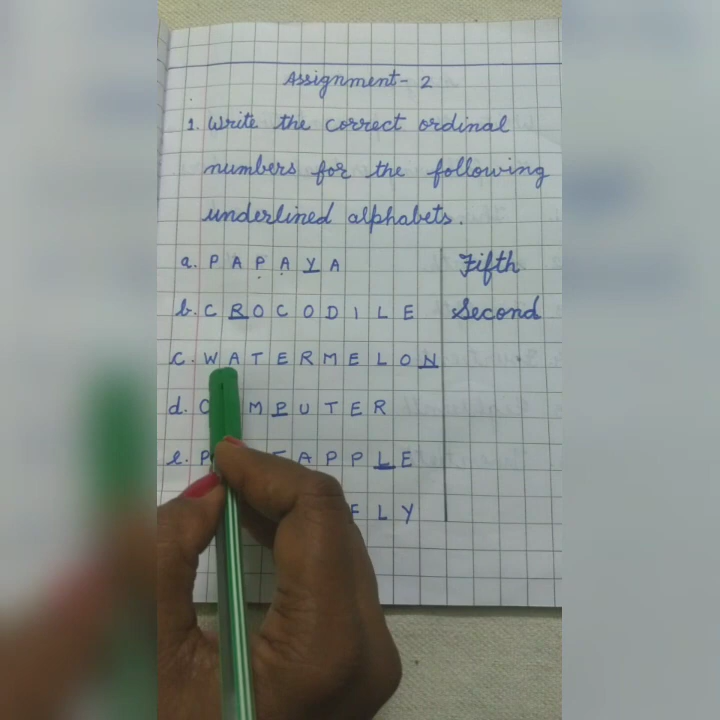 Assignment - 2
1. Write the correct ordinal
numbers for the following
underlined alphabets.
a. P A P A Y A Fifth
b. C R O C O D I L E Second
c. W A T E R M E L O N
d. M P U T E R
e. P A P P L E
F L Y